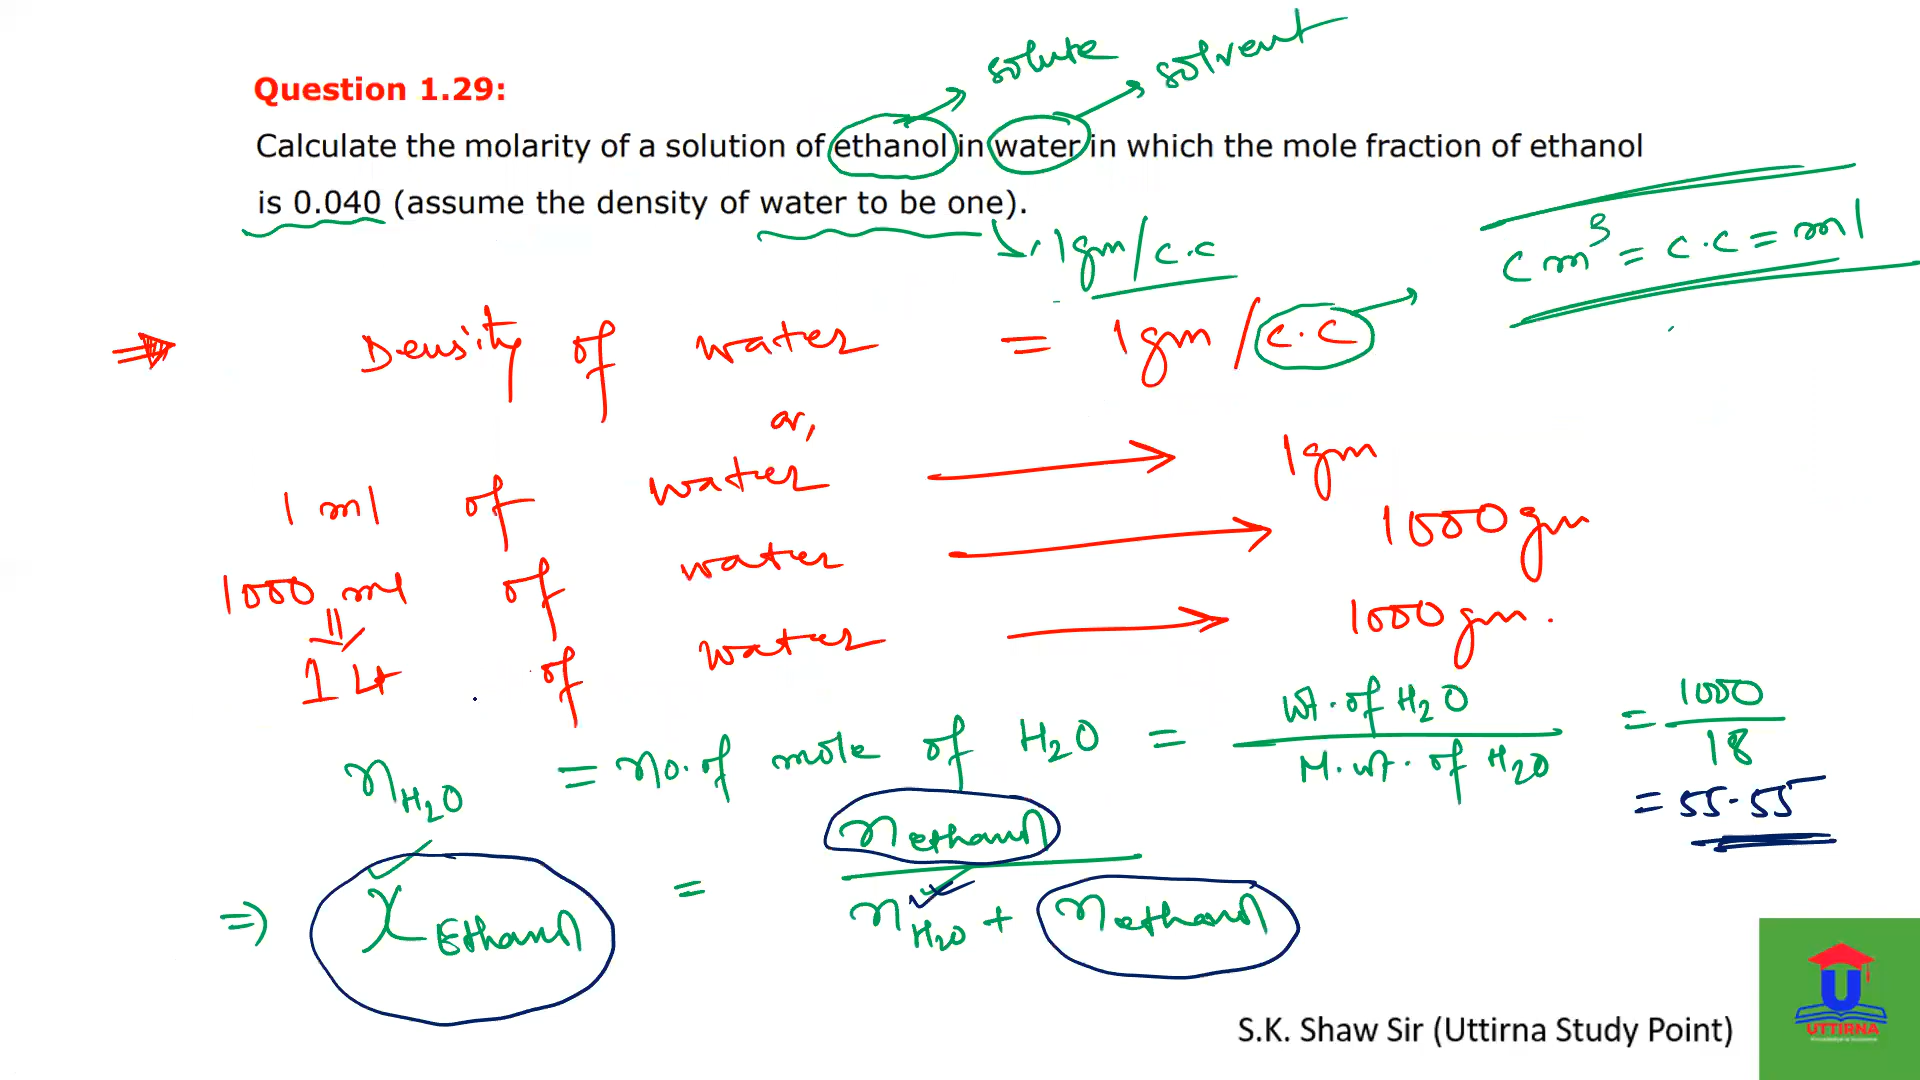 solute solvent
Question 1.29:
Calculate the molarity of a solution of ethanol in water in which the mole fraction of ethanol
is 0.040 (assume the density of water to be one).
1gm/c.c
cm³ = c.c = ml
Density of water = 1gm/c.c
or,
1 ml of water → 1gm
1000 ml of water → 1000gm
1 Lt of water → 1000gm.
nH₂O = no. of mole of H₂O = wt. of H₂O / M. wt. of H₂O = 1000/18
= 55.55
⇒ xEthanol = nethanol / nH₂O + nethanol
S.K. Shaw Sir (Uttirna Study Point)
U
UTTIRNA